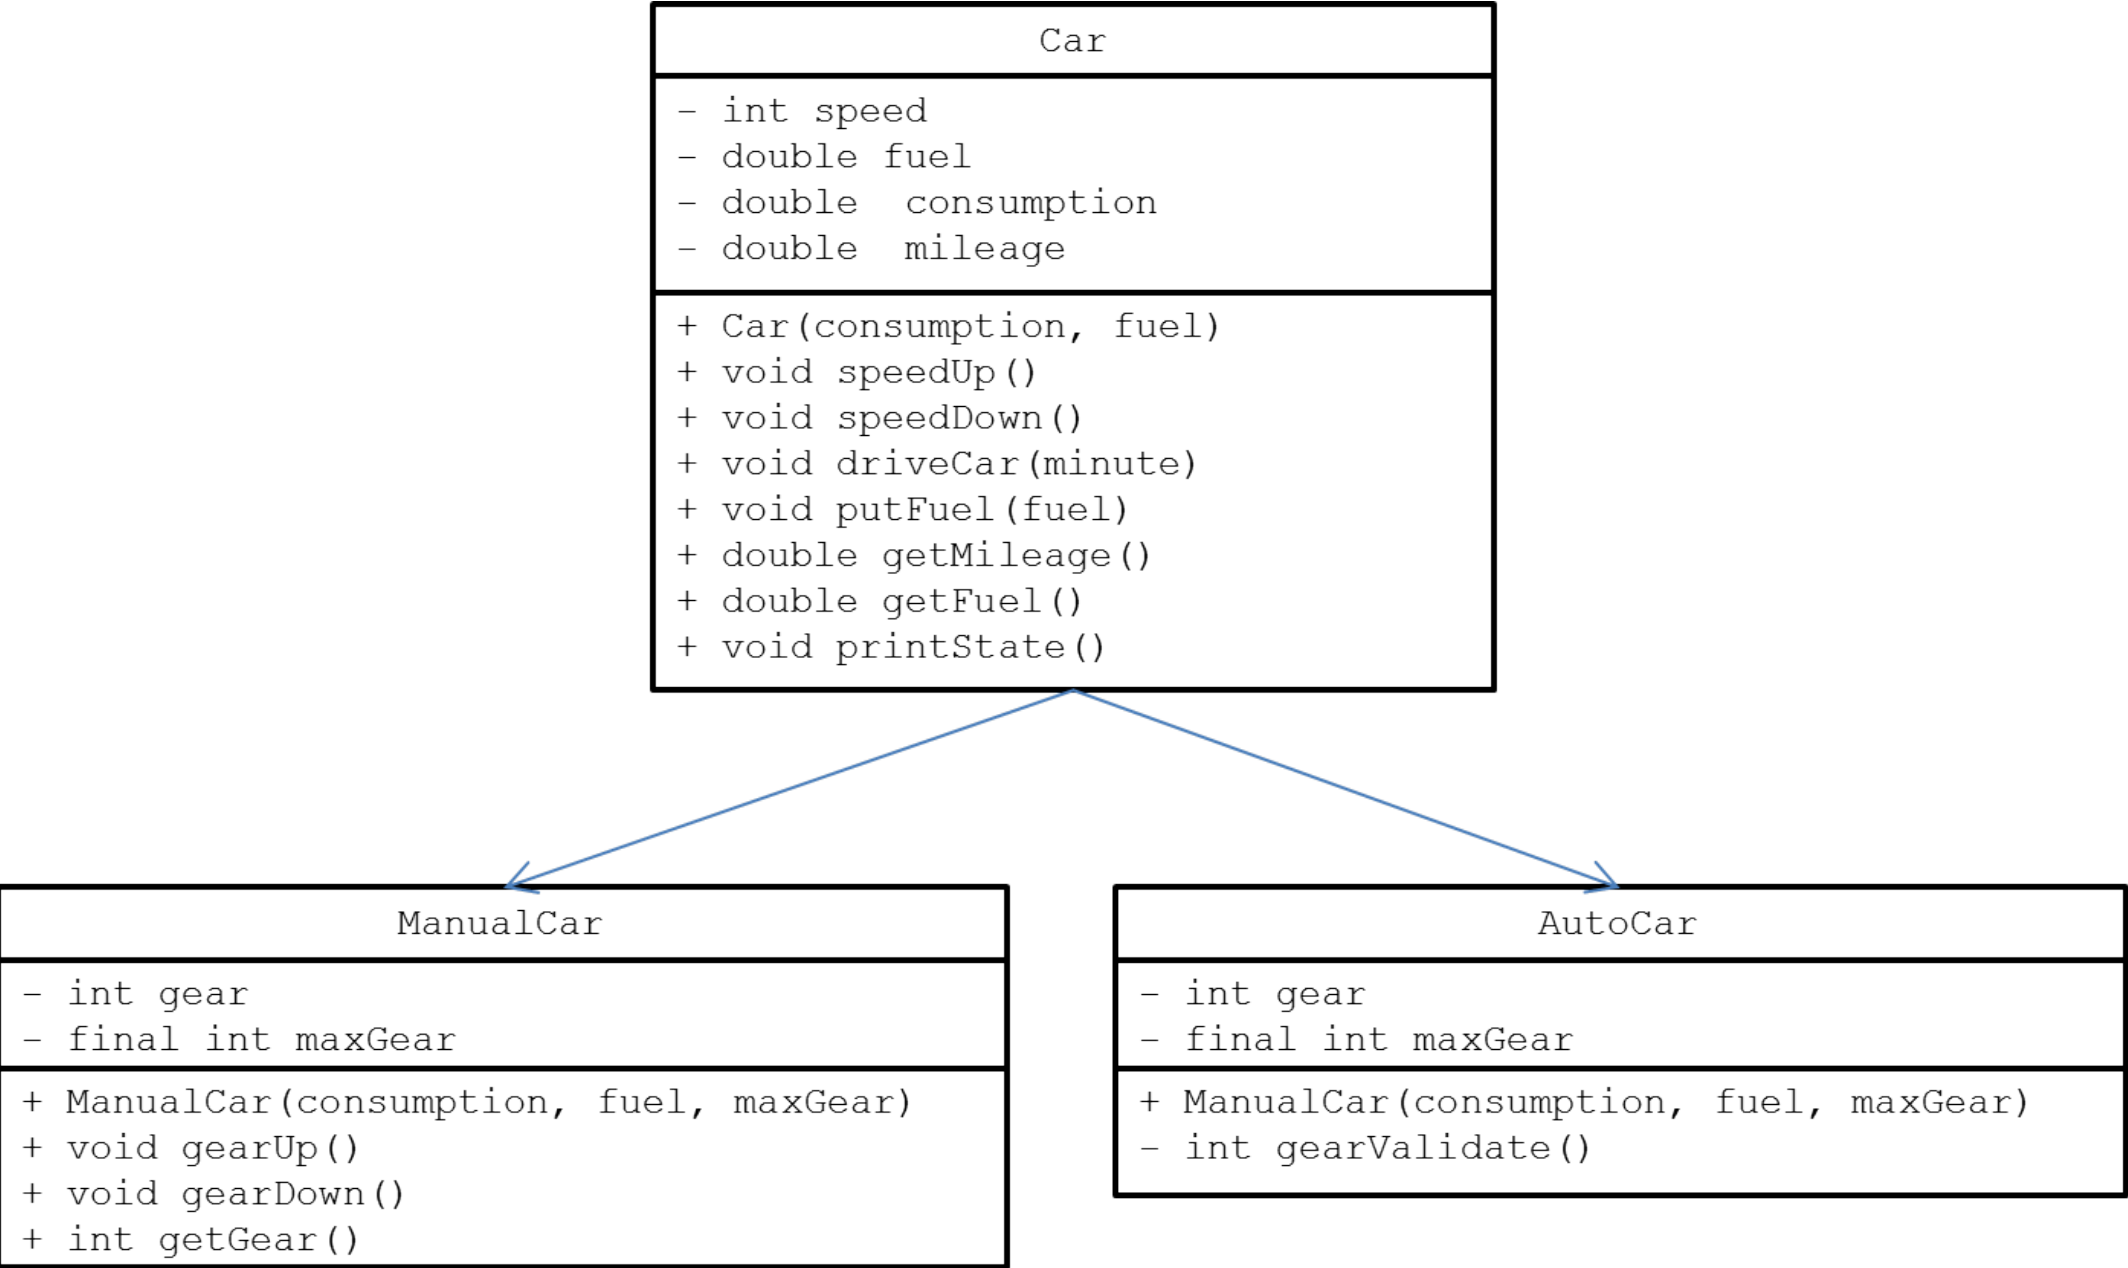 Car
- int speed
- double fuel
- double  consumption
- double  mileage
+ Car(consumption, fuel)
+ void speedUp()
+ void speedDown()
+ void driveCar(minute)
+ void putFuel(fuel)
+ double getMileage()
+ double getFuel()
+ void printState()
ManualCar
- int gear
- final int maxGear
+ ManualCar(consumption, fuel, maxGear)
+ void gearUp()
+ void gearDown()
+ int getGear()
AutoCar
- int gear
- final int maxGear
+ ManualCar(consumption, fuel, maxGear)
- int gearValidate()